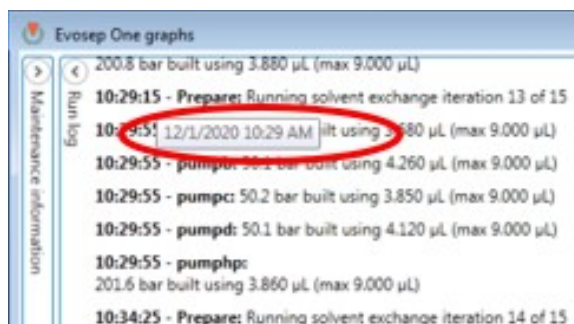 Evosep One graphs
Maintenance information
Run log
200.8 bar built using 3.880 µL (max 9.000 µL)
10:29:15 - Prepare: Running solvent exchange iteration 13 of 15
10:29:55 12/1/2020 10:29 AM ilt using 3.680 µL (max 9.000 µL)
10:29:55 - pumpb: 50.1 bar built using 4.260 µL (max 9.000 µL)
10:29:55 - pumpc: 50.2 bar built using 3.850 µL (max 9.000 µL)
10:29:55 - pumpd: 50.1 bar built using 4.120 µL (max 9.000 µL)
10:29:55 - pumphp:
201.6 bar built using 3.860 µL (max 9.000 µL)
10:34:25 - Prepare: Running solvent exchange iteration 14 of 15